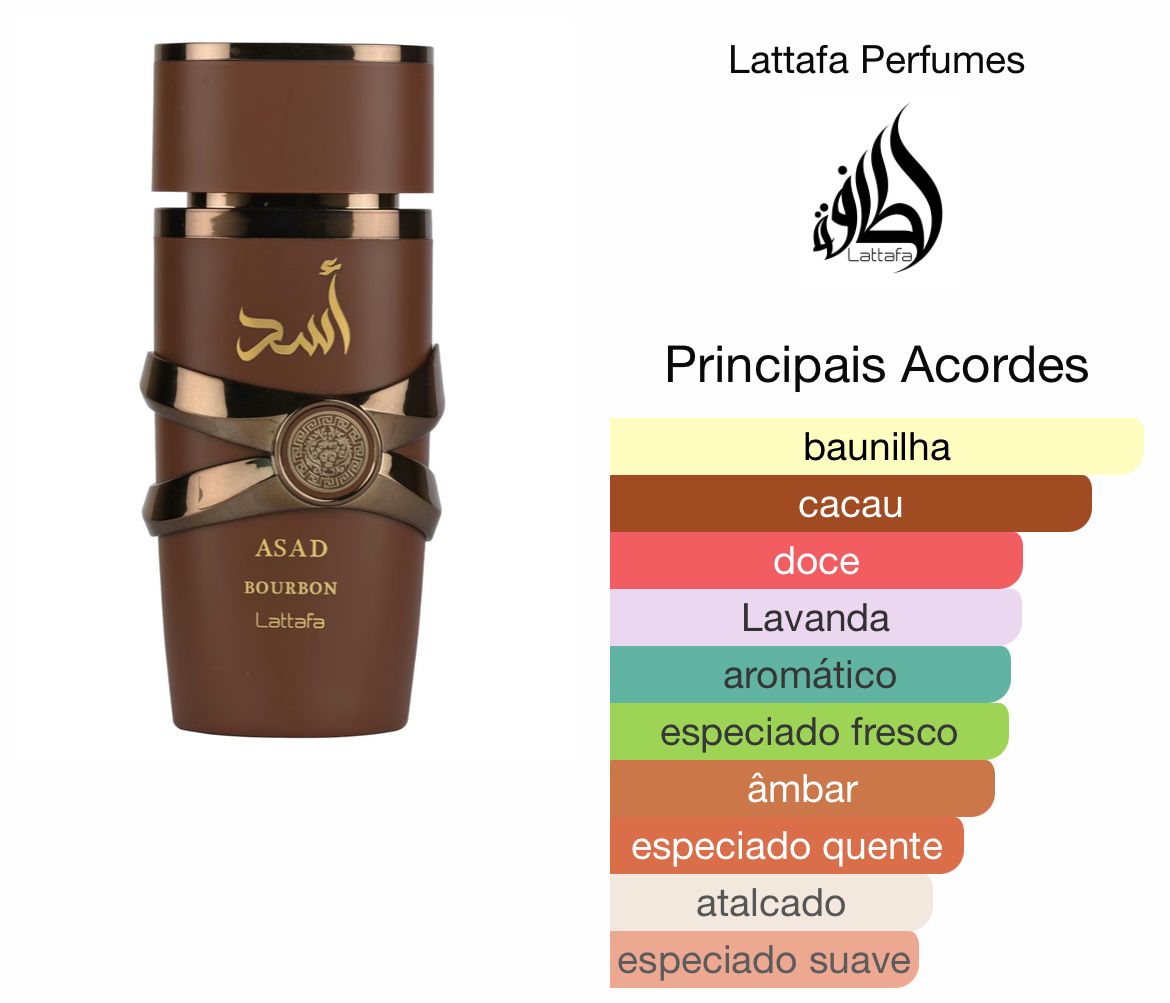 أسد
ASAD
BOURBON
Lattafa
Lattafa Perfumes
لطافة
Lattafa
Principais Acordes
baunilha
cacau
doce
Lavanda
aromático
especiado fresco
âmbar
especiado quente
atalcado
especiado suave